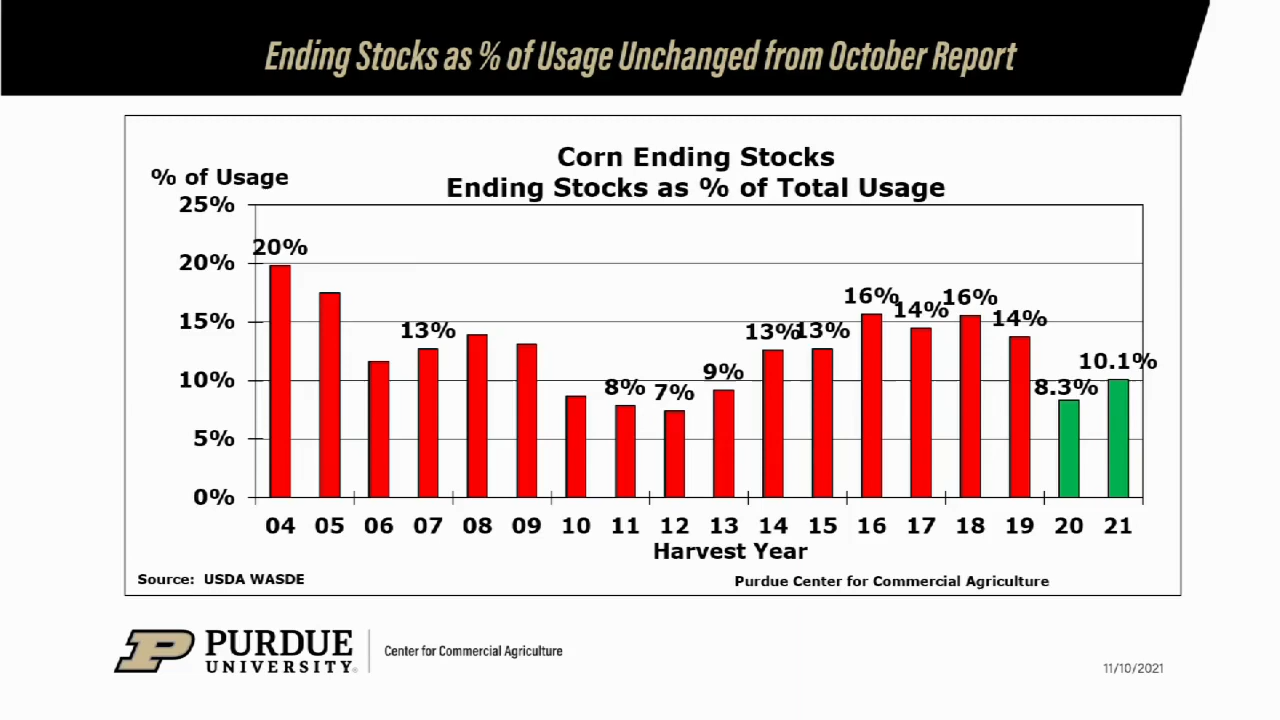 Ending Stocks as % of Usage Unchanged from October Report
Corn Ending Stocks
Ending Stocks as % of Total Usage
% of Usage
25%
20%
15%
10%
5%
0%
20%
13%
8%
7%
9%
13%
13%
16%
14%
16%
14%
8.3%
10.1%
04 05 06 07 08 09 10 11 12 13 14 15 16 17 18 19 20 21
Harvest Year
Source: USDA WASDE
Purdue Center for Commercial Agriculture
PURDUE
UNIVERSITY®
Center for Commercial Agriculture
11/10/2021